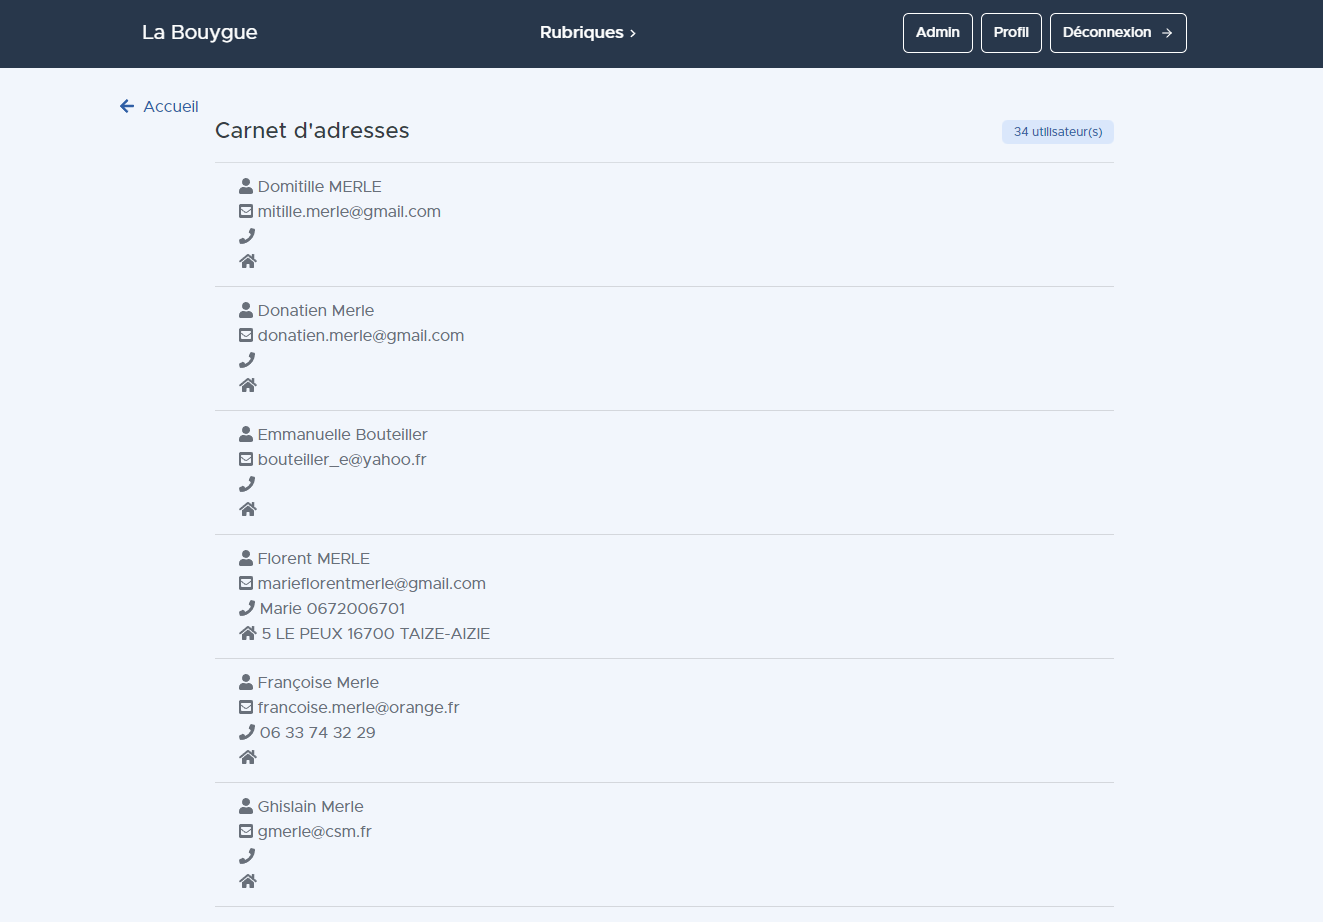 La Bouygue
Rubriques ›
Admin
Profil
Déconnexion →
← Accueil
Carnet d'adresses
34 utilisateur(s)
Domitille MERLE
mitille.merle@gmail.com
Donatien Merle
donatien.merle@gmail.com
Emmanuelle Bouteiller
bouteiller_e@yahoo.fr
Florent MERLE
marieflorentmerle@gmail.com
Marie 0672006701
5 LE PEUX 16700 TAIZE-AIZIE
Françoise Merle
francoise.merle@orange.fr
06 33 74 32 29
Ghislain Merle
gmerle@csm.fr